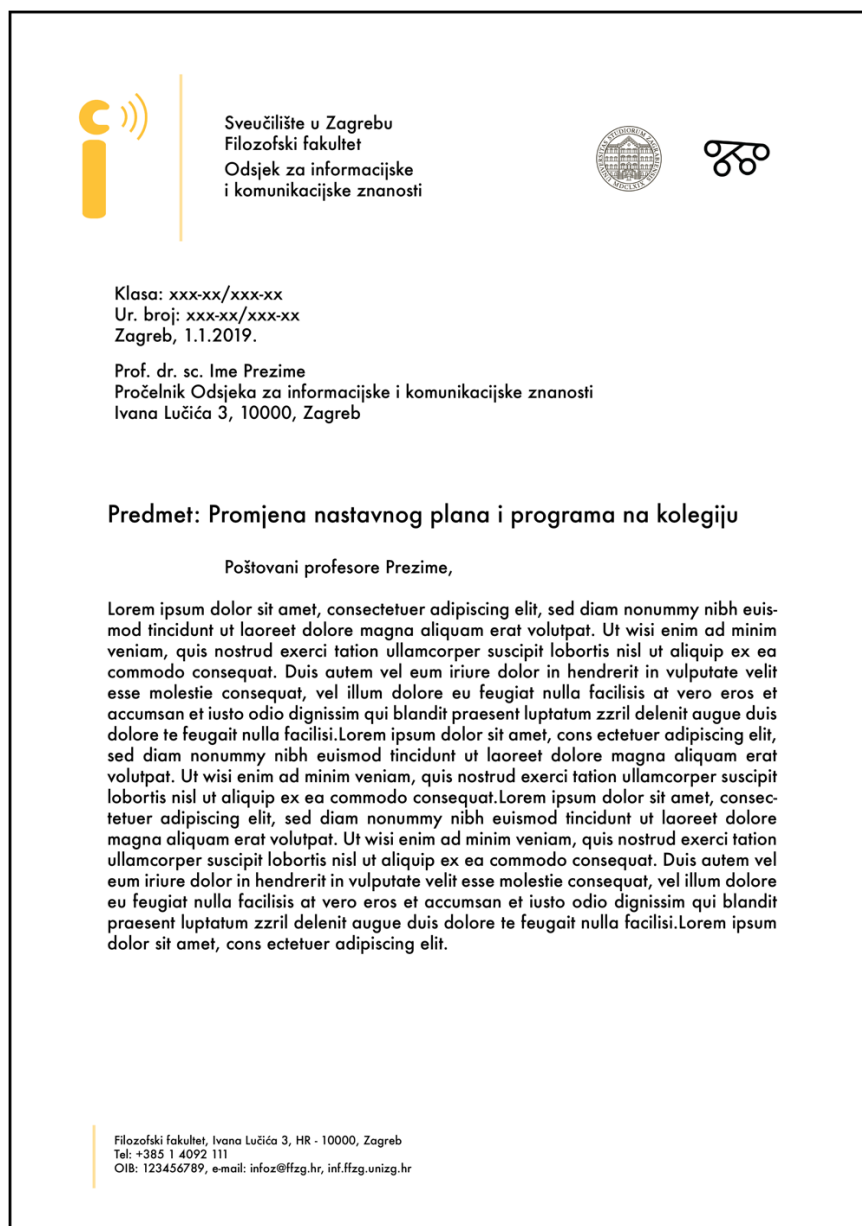 Sveučilište u Zagrebu
Filozofski fakultet
Odsjek za informacijske
i komunikacijske znanosti
UNIVERSITAS STUDIORUM ZAGRABIENSIS
MDCLXIX
Klasa: xxx-xx/xxx-xx
Ur. broj: xxx-xx/xxx-xx
Zagreb, 1.1.2019.
Prof. dr. sc. Ime Prezime
Pročelnik Odsjeka za informacijske i komunikacijske znanosti
Ivana Lučića 3, 10000, Zagreb
Predmet: Promjena nastavnog plana i programa na kolegiju
Poštovani profesore Prezime,
Lorem ipsum dolor sit amet, consectetuer adipiscing elit, sed diam nonummy nibh euis-
mod tincidunt ut laoreet dolore magna aliquam erat volutpat. Ut wisi enim ad minim
veniam, quis nostrud exerci tation ullamcorper suscipit lobortis nisl ut aliquip ex ea
commodo consequat. Duis autem vel eum iriure dolor in hendrerit in vulputate velit
esse molestie consequat, vel illum dolore eu feugiat nulla facilisis at vero eros et
accumsan et iusto odio dignissim qui blandit praesent luptatum zzril delenit augue duis
dolore te feugait nulla facilisi.Lorem ipsum dolor sit amet, cons ectetuer adipiscing elit,
sed diam nonummy nibh euismod tincidunt ut laoreet dolore magna aliquam erat
volutpat. Ut wisi enim ad minim veniam, quis nostrud exerci tation ullamcorper suscipit
lobortis nisl ut aliquip ex ea commodo consequat.Lorem ipsum dolor sit amet, consec-
tetuer adipiscing elit, sed diam nonummy nibh euismod tincidunt ut laoreet dolore
magna aliquam erat volutpat. Ut wisi enim ad minim veniam, quis nostrud exerci tation
ullamcorper suscipit lobortis nisl ut aliquip ex ea commodo consequat. Duis autem vel
eum iriure dolor in hendrerit in vulputate velit esse molestie consequat, vel illum dolore
eu feugiat nulla facilisis at vero eros et accumsan et iusto odio dignissim qui blandit
praesent luptatum zzril delenit augue duis dolore te feugait nulla facilisi.Lorem ipsum
dolor sit amet, cons ectetuer adipiscing elit.
Filozofski fakultet, Ivana Lučića 3, HR - 10000, Zagreb
Tel: +385 1 4092 111
OIB: 123456789, e-mail: infoz@ffzg.hr, inf.ffzg.unizg.hr